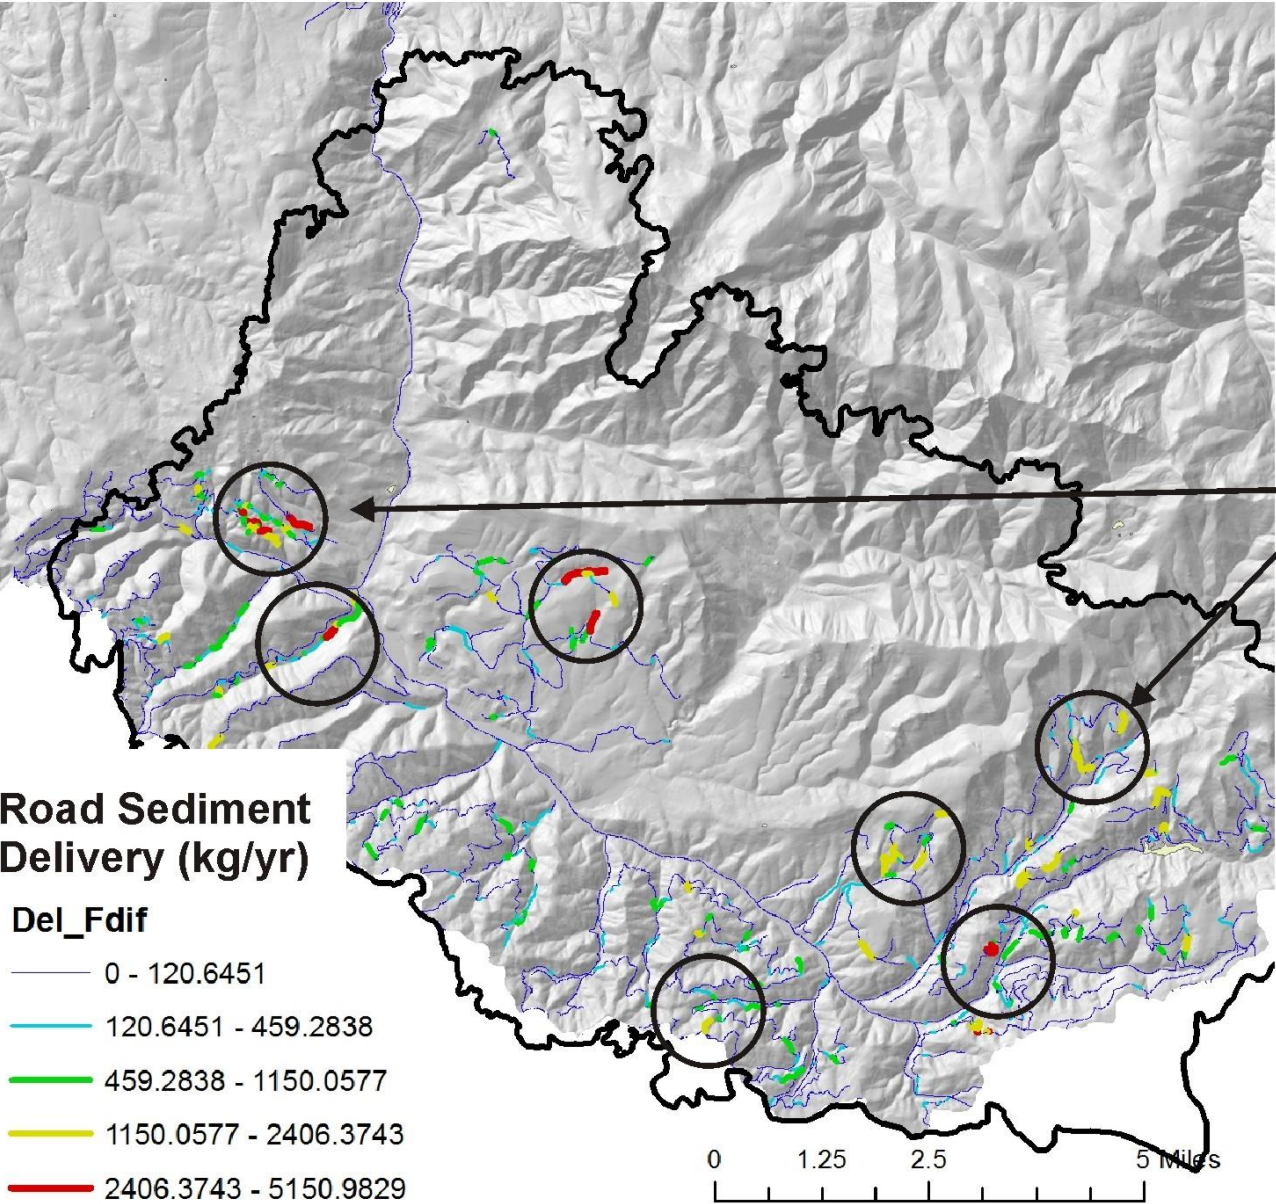 Road Sediment
Delivery (kg/yr)
Del_Fdif
0 - 120.6451
120.6451 - 459.2838
459.2838 - 1150.0577
1150.0577 - 2406.3743
2406.3743 - 5150.9829
0 1.25 2.5 5 Miles